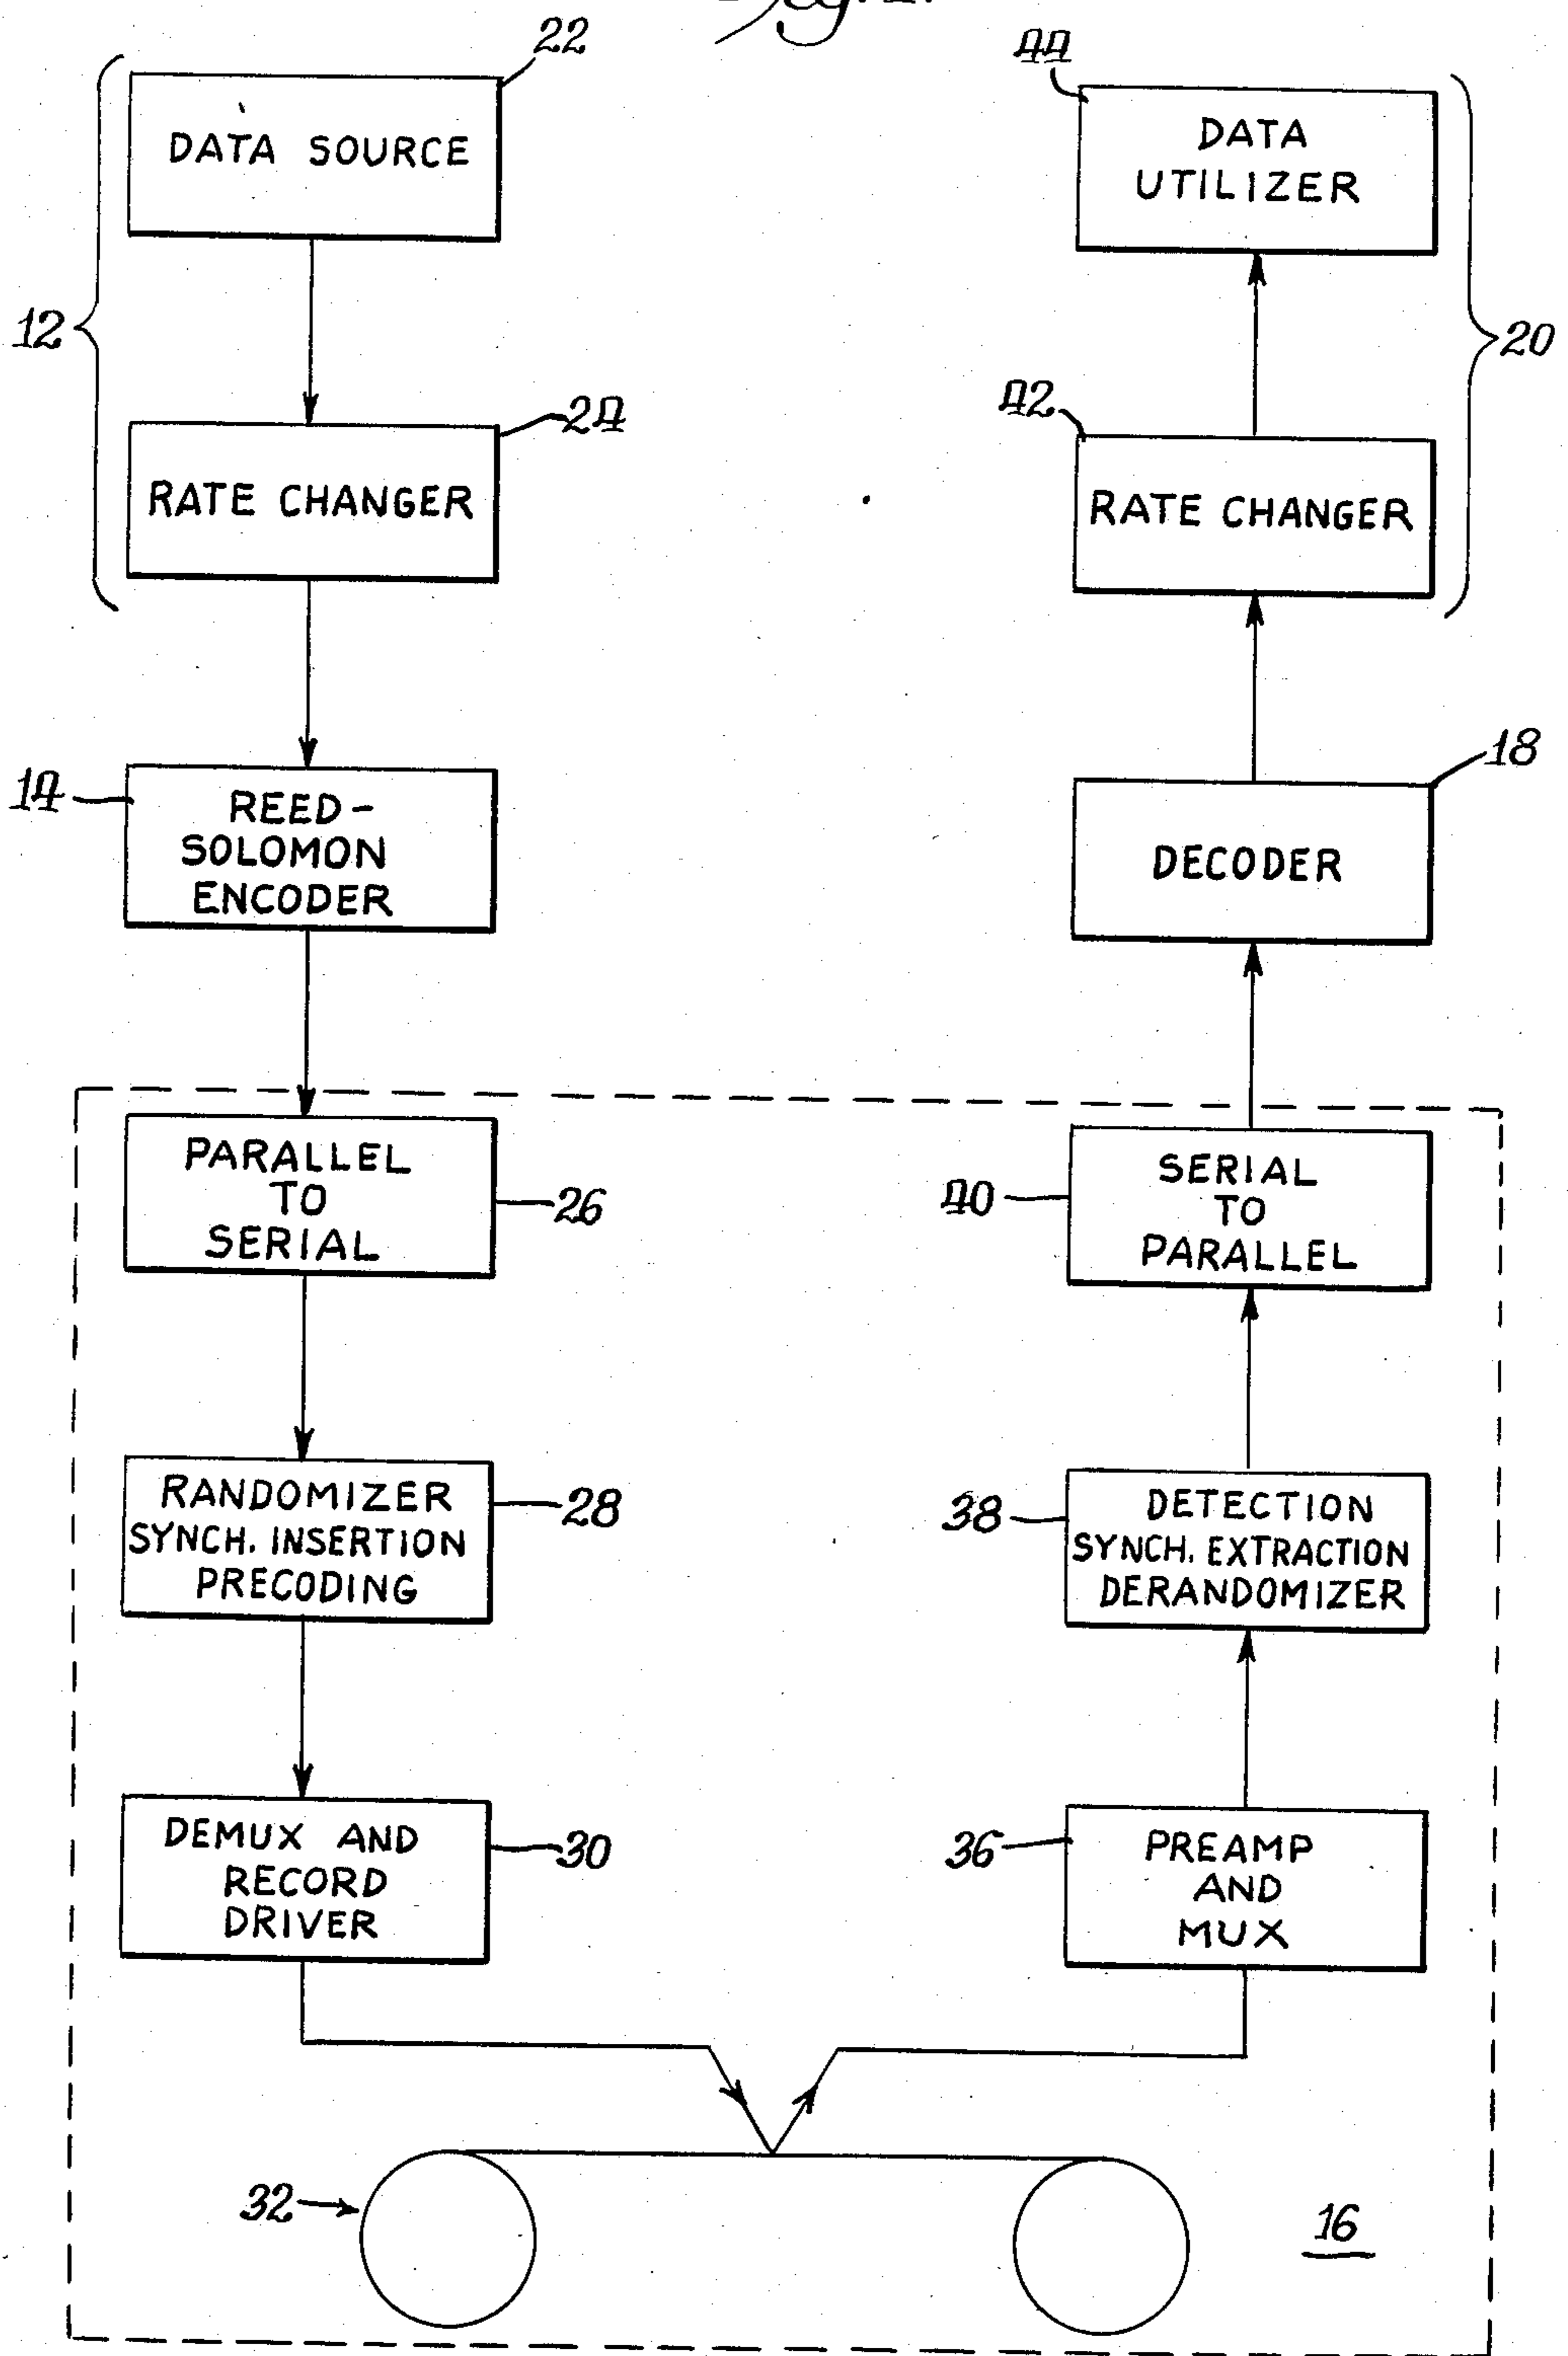 22
DATA SOURCE
12
24
RATE CHANGER
14
REED-
SOLOMON
ENCODER
PARALLEL
TO
SERIAL
26
RANDOMIZER
SYNCH. INSERTION
PRECODING
28
DEMUX AND
RECORD
DRIVER
30
32
44
DATA
UTILIZER
20
42
RATE CHANGER
18
DECODER
40
SERIAL
TO
PARALLEL
38
DETECTION
SYNCH. EXTRACTION
DERANDOMIZER
36
PREAMP
AND
MUX
16